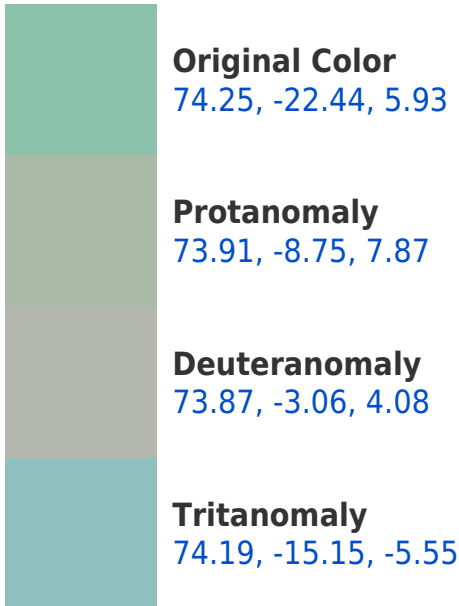 Original Color
74.25, -22.44, 5.93
Protanomaly
73.91, -8.75, 7.87
Deuteranomaly
73.87, -3.06, 4.08
Tritanomaly
74.19, -15.15, -5.55